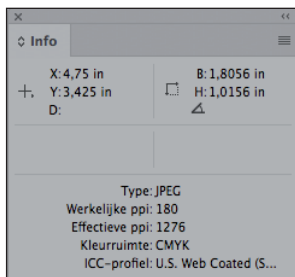 Info
X: 4,75 in
Y: 3,425 in
D:
B: 1,8056 in
H: 1,0156 in
Type: JPEG
Werkelijke ppi: 180
Effectieve ppi: 1276
Kleurruimte: CMYK
ICC-profiel: U.S. Web Coated (S...